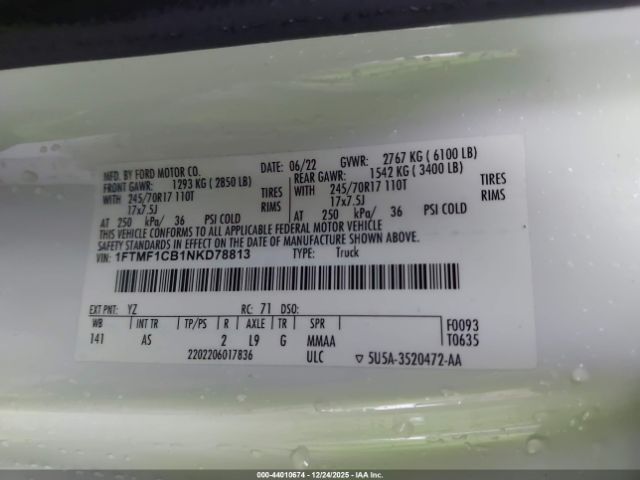 MFD. BY FORD MOTOR CO. DATE: 06/22 GVWR: 2767 KG ( 6100 LB)
FRONT GAWR: 1293 KG ( 2850 LB) REAR GAWR: 1542 KG ( 3400 LB)
WITH 245/70R17 110T TIRES WITH 245/70R17 110T TIRES
17x7.5J RIMS 17x7.5J RIMS
AT 250 kPa/ 36 PSI COLD AT 250 kPa/ 36 PSI COLD
THIS VEHICLE CONFORMS TO ALL APPLICABLE FEDERAL MOTOR VEHICLE
SAFETY STANDARDS IN EFFECT ON THE DATE OF MANUFACTURE SHOWN ABOVE.
VIN: 1FTMF1CB1NKD78813 TYPE: Truck
EXT PNT: YZ RC: 71 DSO:
WB INT TR TP/PS R AXLE TR SPR F0093
141 AS 2 L9 G MMAA T0635
2202206017836 ULC ▽ 5U5A-3520472-AA
000-44010674 - 12/24/2025 - IAA Inc.